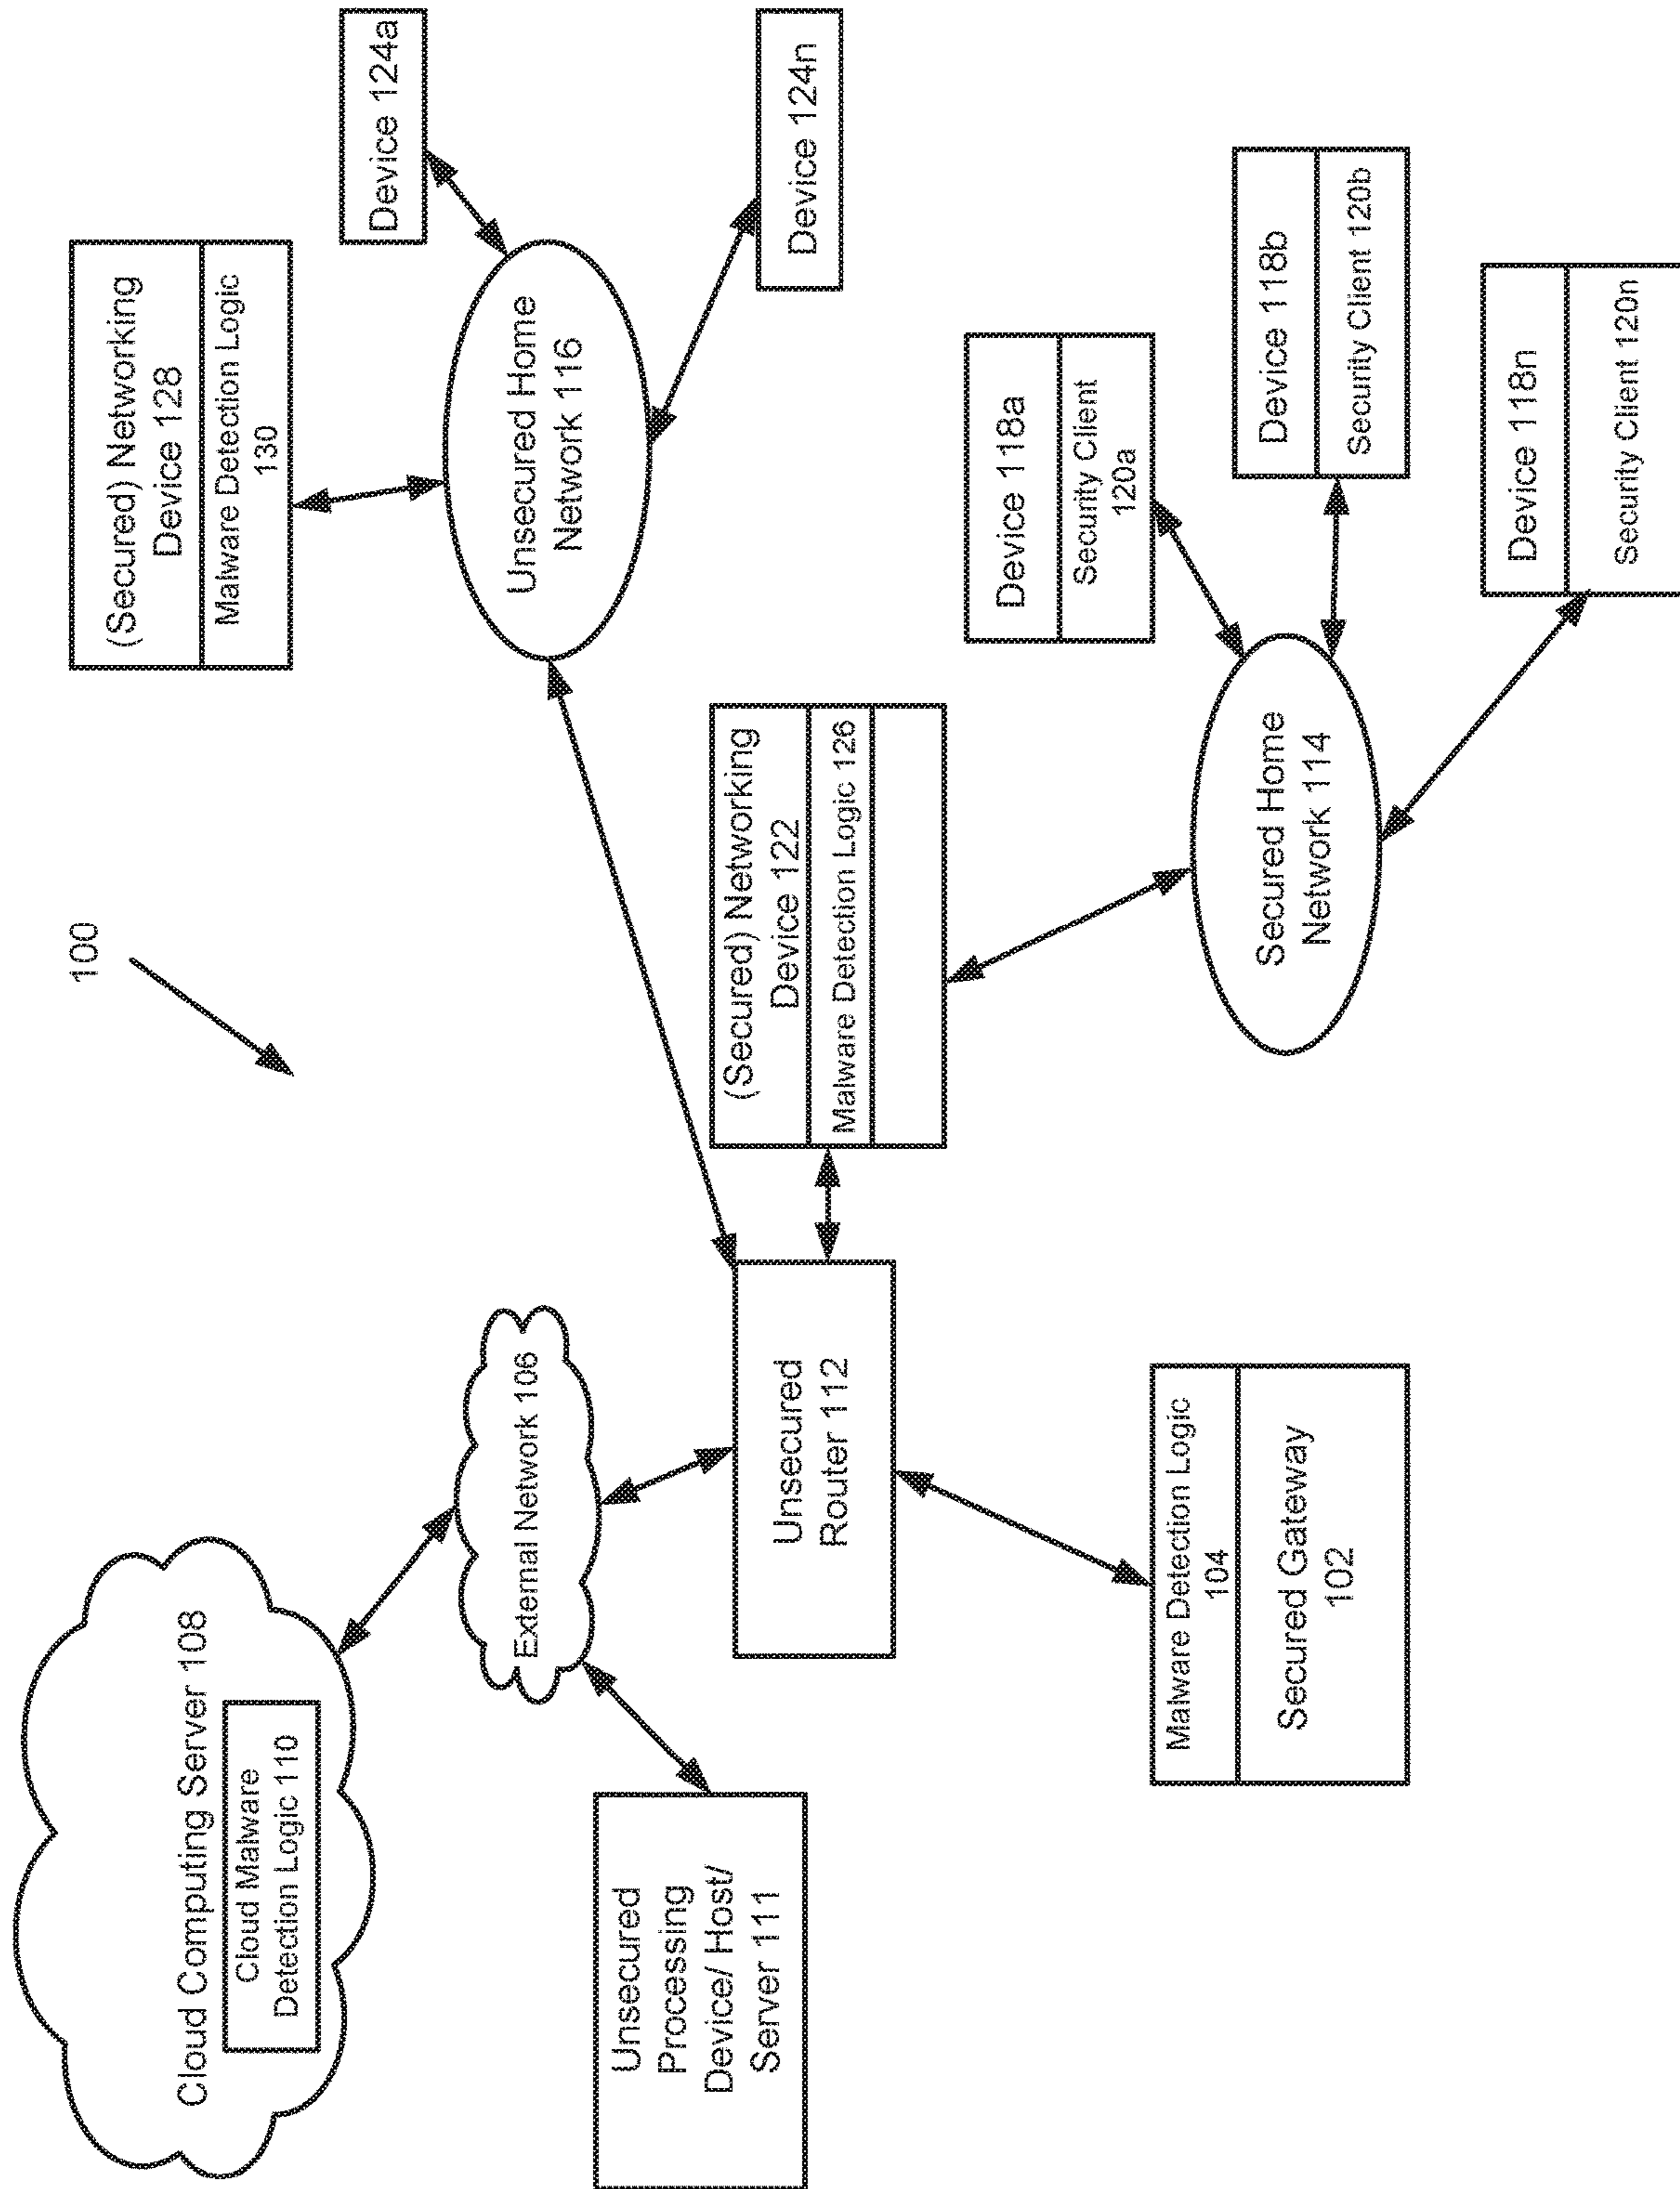 100
Cloud Computing Server 108
Cloud Malware
Detection Logic 110
External Network 106
Unsecured
Processing
Device/ Host/
Server 111
Unsecured
Router 112
Malware Detection Logic
104
Secured Gateway
102
(Secured) Networking
Device 128
Malware Detection Logic
130
Device 124a
Unsecured Home
Network 116
Device 124n
(Secured) Networking
Device 122
Malware Detection Logic 126
Secured Home
Network 114
Device 118a
Security Client
120a
Device 118b
Security Client 120b
Device 118n
Security Client 120n